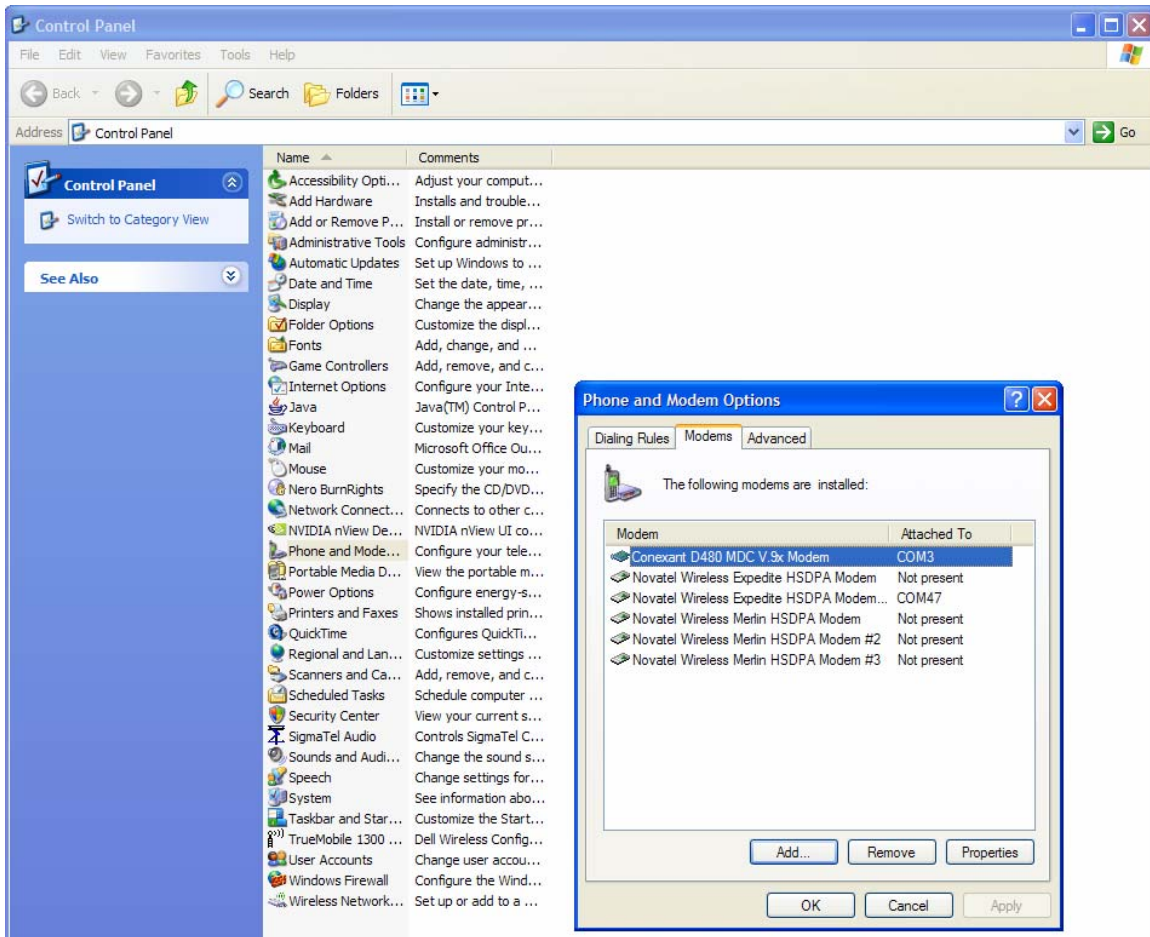 Control Panel
File Edit View Favorites Tools Help
Back Search Folders
Address Control Panel Go
Control Panel
Switch to Category View
See Also
Name Comments
Accessibility Opti... Adjust your comput...
Add Hardware Installs and trouble...
Add or Remove P... Install or remove pr...
Administrative Tools Configure administr...
Automatic Updates Set up Windows to ...
Date and Time Set the date, time, ...
Display Change the appear...
Folder Options Customize the displ...
Fonts Add, change, and ...
Game Controllers Add, remove, and c...
Internet Options Configure your Inte...
Java Java(TM) Control P...
Keyboard Customize your key...
Mail Microsoft Office Ou...
Mouse Customize your mo...
Nero BurnRights Specify the CD/DVD...
Network Connect... Connects to other c...
NVIDIA nView De... NVIDIA nView UI co...
Phone and Mode... Configure your tele...
Portable Media D... View the portable m...
Power Options Configure energy-s...
Printers and Faxes Shows installed prin...
QuickTime Configures QuickTi...
Regional and Lan... Customize settings ...
Scanners and Ca... Add, remove, and c...
Scheduled Tasks Schedule computer ...
Security Center View your current s...
SigmaTel Audio Controls SigmaTel C...
Sounds and Audi... Change the sound s...
Speech Change settings for...
System See information abo...
Taskbar and Star... Customize the Start...
TrueMobile 1300 ... Dell Wireless Config...
User Accounts Change user accou...
Windows Firewall Configure the Wind...
Wireless Network... Set up or add to a ...
Phone and Modem Options
Dialing Rules Modems Advanced
The following modems are installed:
Modem Attached To
Conexant D480 MDC V.9x Modem COM3
Novatel Wireless Expedite HSDPA Modem Not present
Novatel Wireless Expedite HSDPA Modem... COM47
Novatel Wireless Merlin HSDPA Modem Not present
Novatel Wireless Merlin HSDPA Modem #2 Not present
Novatel Wireless Merlin HSDPA Modem #3 Not present
Add... Remove Properties
OK Cancel Apply